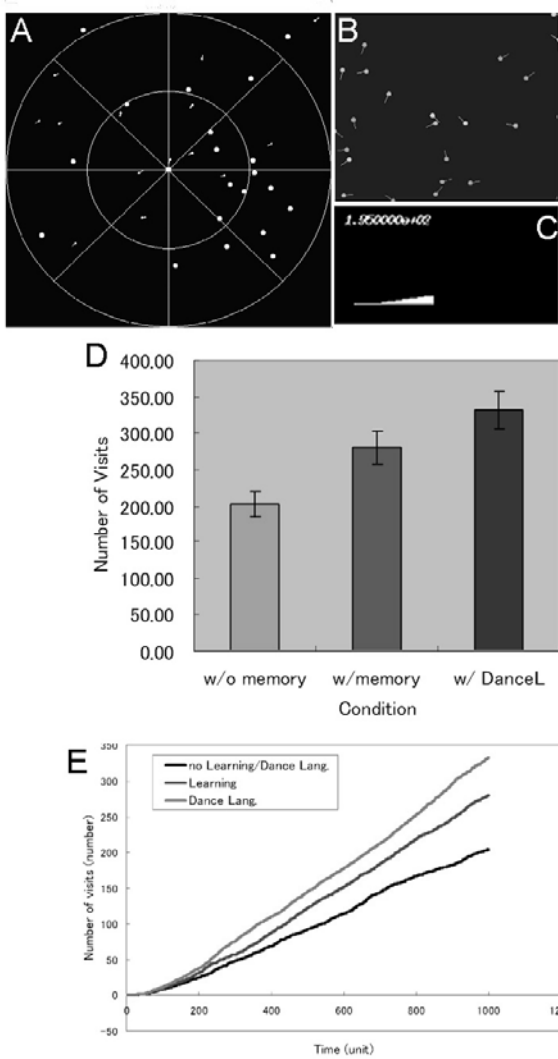 A
B
C
1.950000e+02
D
400.00
350.00
300.00
250.00
200.00
150.00
100.00
50.00
0.00
Number of Visits
w/o memory w/memory w/ DanceL
Condition
E
350
300
250
200
150
100
50
0
-50
Number of visits (number)
no Learning/Dance Lang.
Learning
Dance Lang.
0 200 400 600 800 1000
Time (unit)